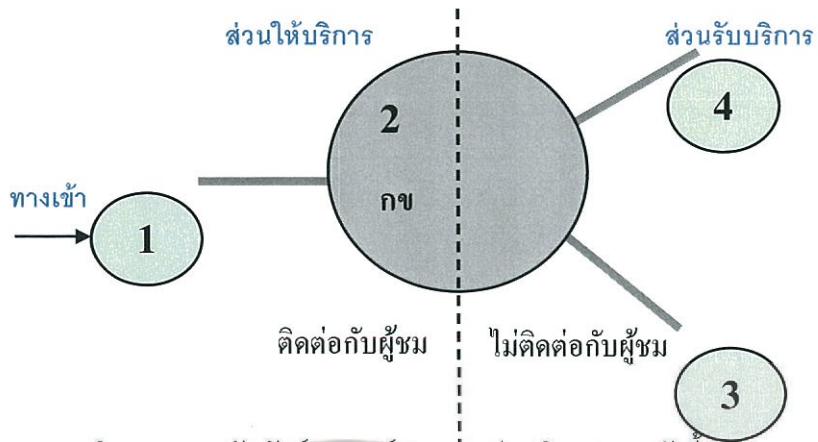 ส่วนให้บริการ
ส่วนรับบริการ
2
4
กข
ทางเข้า
1
ติดต่อกับผู้ชม
ไม่ติดต่อกับผู้ชม
3